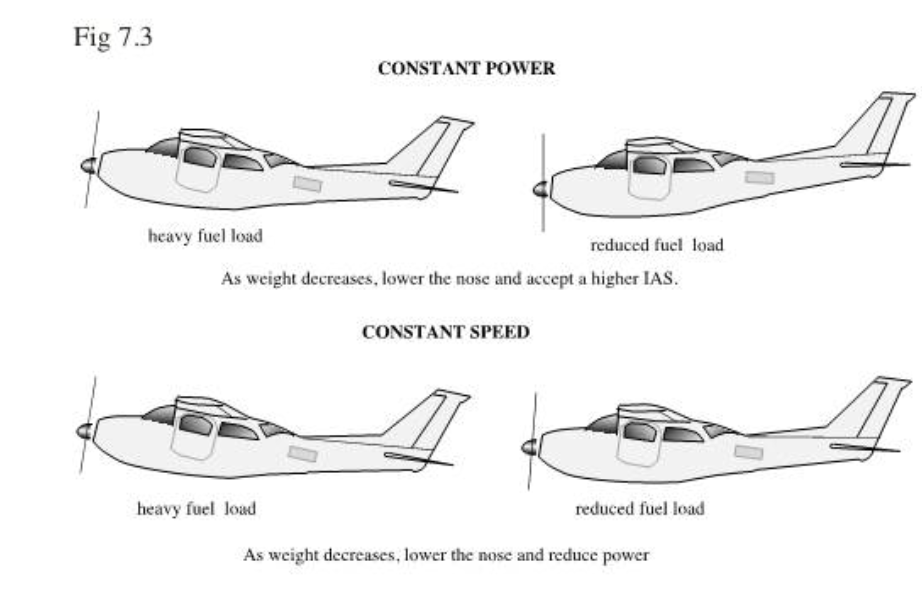 Fig 7.3
CONSTANT POWER
heavy fuel load
reduced fuel load
As weight decreases, lower the nose and accept a higher IAS.
CONSTANT SPEED
heavy fuel load
reduced fuel load
As weight decreases, lower the nose and reduce power